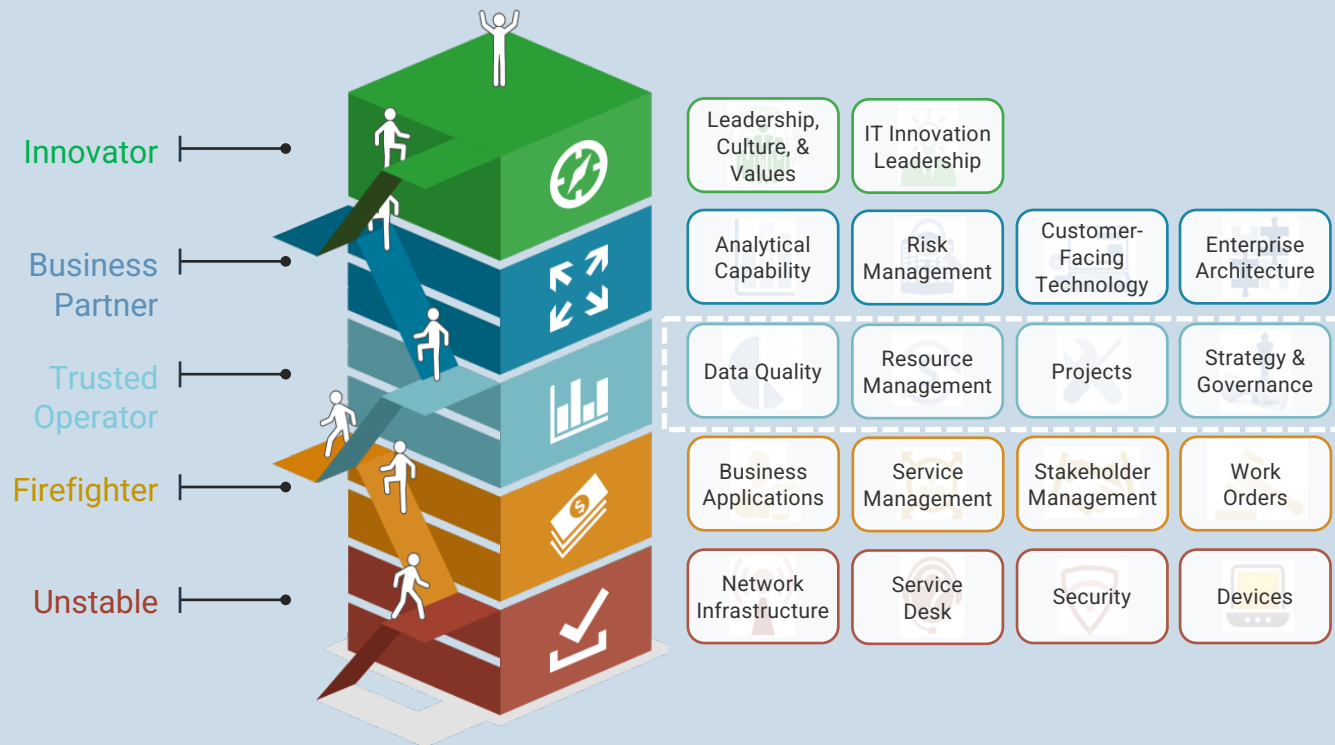 Innovator
Leadership,
Culture, &
Values
IT Innovation
Leadership
Business
Partner
Analytical
Capability
Risk
Management
Customer-
Facing
Technology
Enterprise
Architecture
Trusted
Operator
Data Quality
Resource
Management
Projects
Strategy &
Governance
Firefighter
$
Business
Applications
Service
Management
Stakeholder
Management
Work
Orders
Unstable
Network
Infrastructure
Service
Desk
Security
Devices